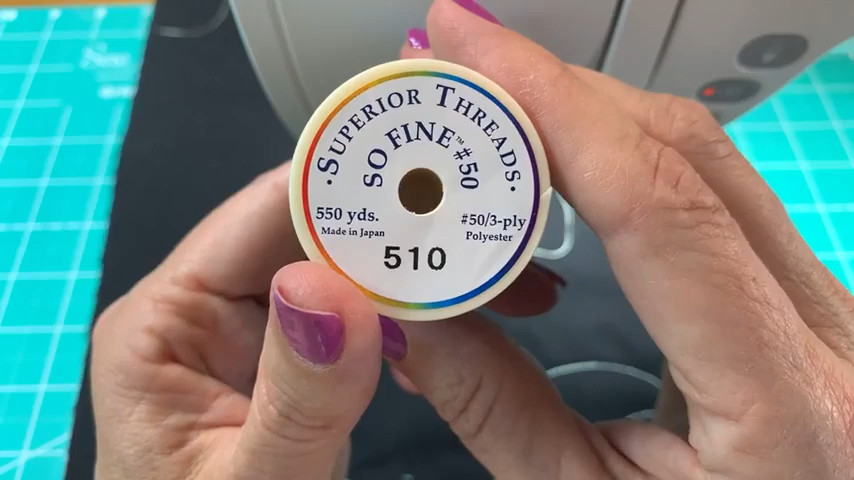 ·SUPERIOR THREADS.·
SO FINE™ #50
550 yds.
Made in Japan
#50/3-ply
Polyester
510